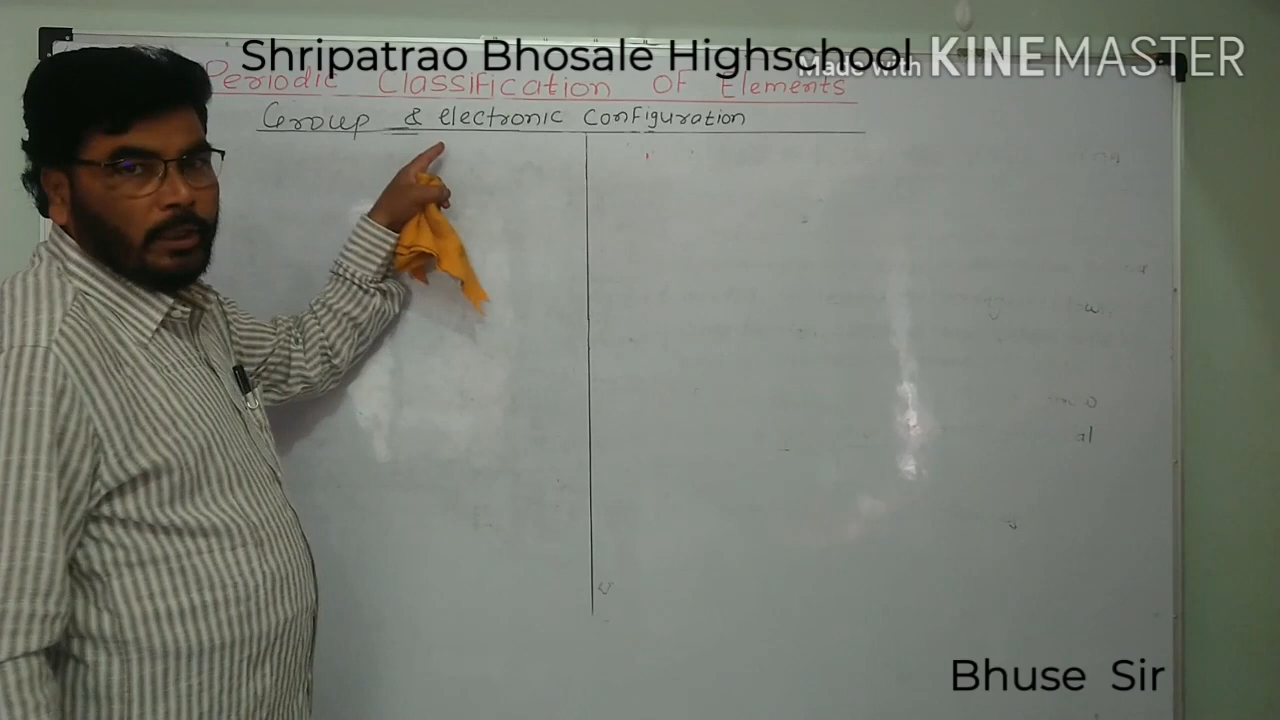 Shripatrao Bhosale Highschool
Made with KINEMASTER
Periodic Classification Of Elements
Group & electronic configuration
Bhuse Sir